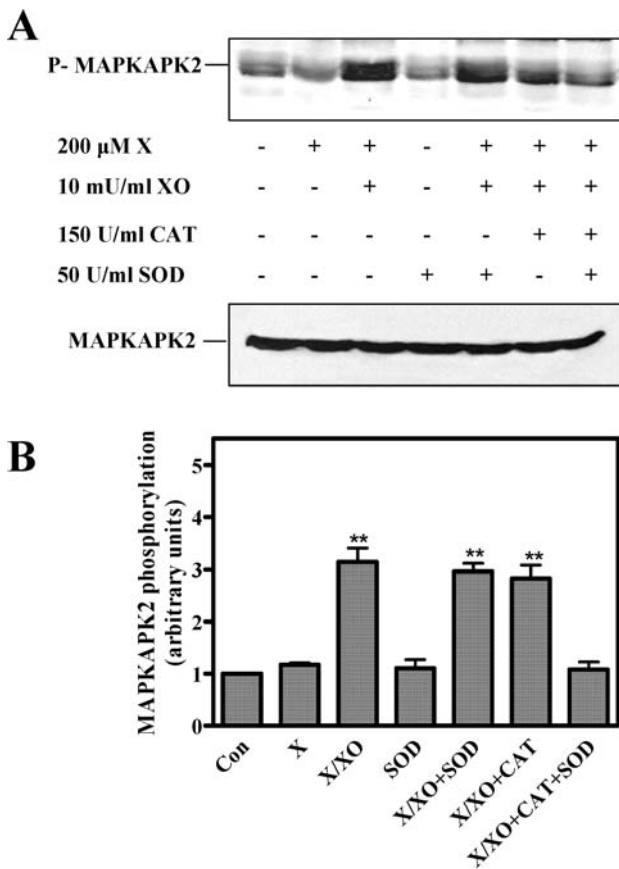 A
P- MAPKAPK2
200 µM X - + + - + + +
10 mU/ml XO - - + - + + +
150 U/ml CAT - - - - - + +
50 U/ml SOD - - - + + - +
MAPKAPK2
B
MAPKAPK2 phosphorylation
(arbitrary units)
5
4
3
2
1
0
** ** **
Con X X/XO SOD X/XO+SOD X/XO+CAT X/XO+CAT+SOD